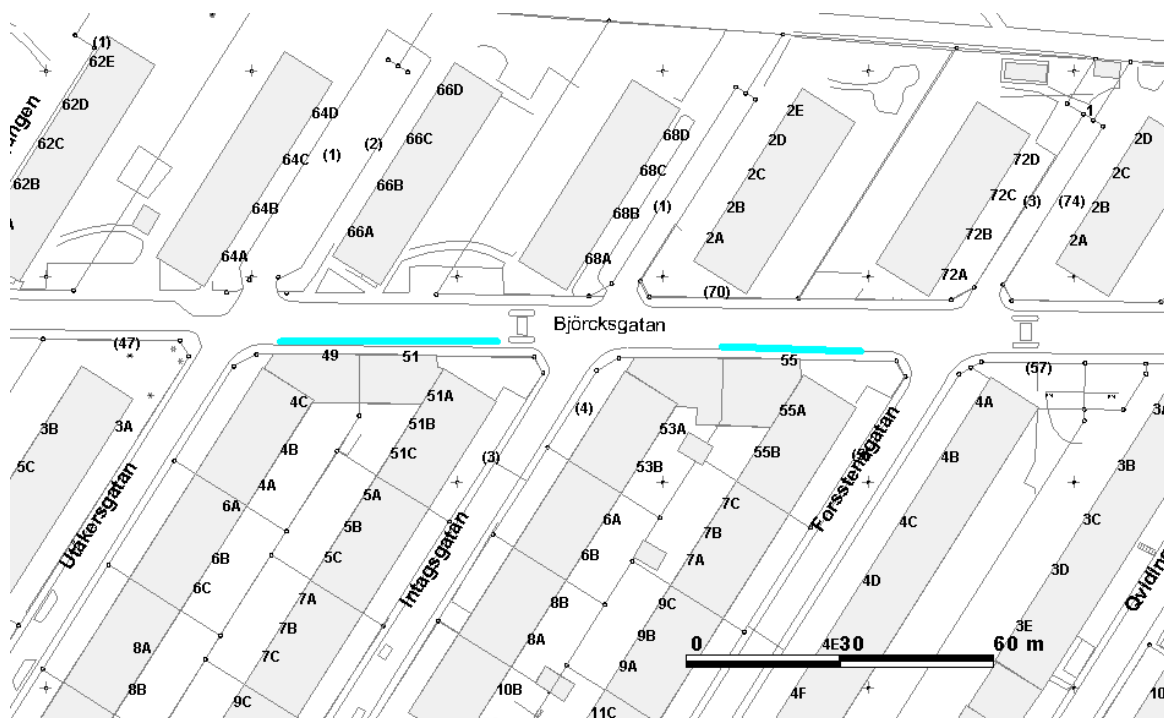 (1)
62E
62D
62C
62B
ungen
64D
64C
(1)
(2)
64B
64A
66D
66C
66B
66A
68D
68C
68B
(1)
68A
2E
2D
2C
2B
2A
(70)
72D
72C
(3)
(74)
72B
72A
1
2D
2C
2B
2A
Björcksgatan
(47)
49
51
55
(57)
3B
3A
5C
4C
4B
4A
6A
6B
6C
8A
8B
51A
51B
51C
(3)
5A
5B
5C
7A
7B
7C
9C
Utåkersgatan
Intagsgatan
(4)
53A
53B
6A
6B
8B
8A
10B
55A
55B
7C
7B
7A
9C
9B
9A
11C
Forsstenagatan
4A
4B
4C
4D
4E
4F
3A
3B
3C
3D
3E
10
0 30 60 m